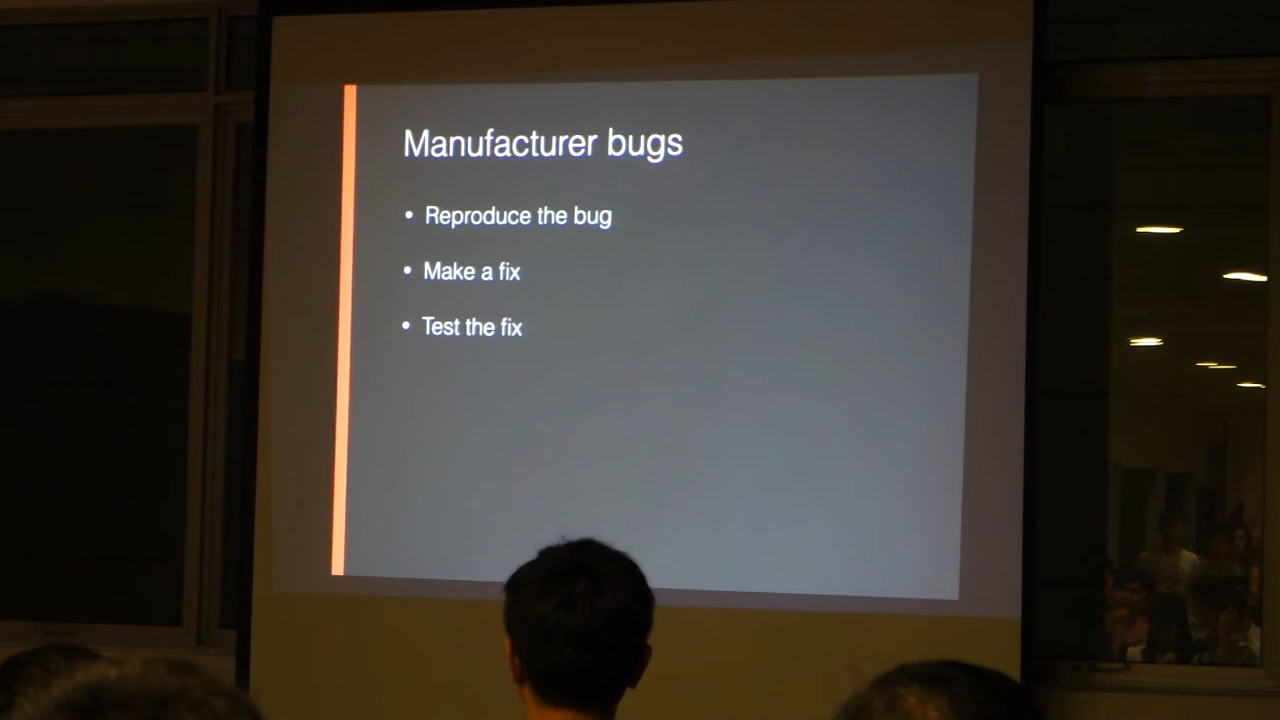 Manufacturer bugs
• Reproduce the bug
• Make a fix
• Test the fix